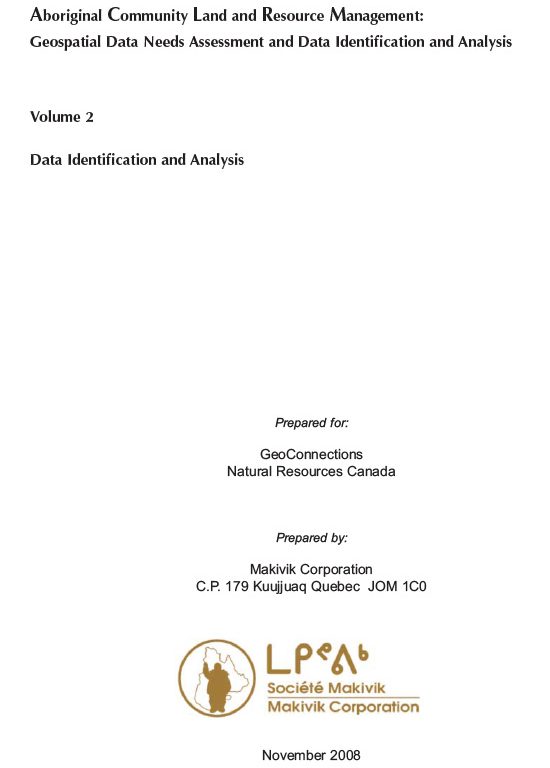 Aboriginal Community Land and Resource Management:
Geospatial Data Needs Assessment and Data Identification and Analysis
Volume 2
Data Identification and Analysis
Prepared for:
GeoConnections
Natural Resources Canada
Prepared by:
Makivik Corporation
C.P. 179 Kuujjuaq Quebec JOM 1C0
ᒪᑭᕝᕕᒃ
Société Makivik
Makivik Corporation
November 2008